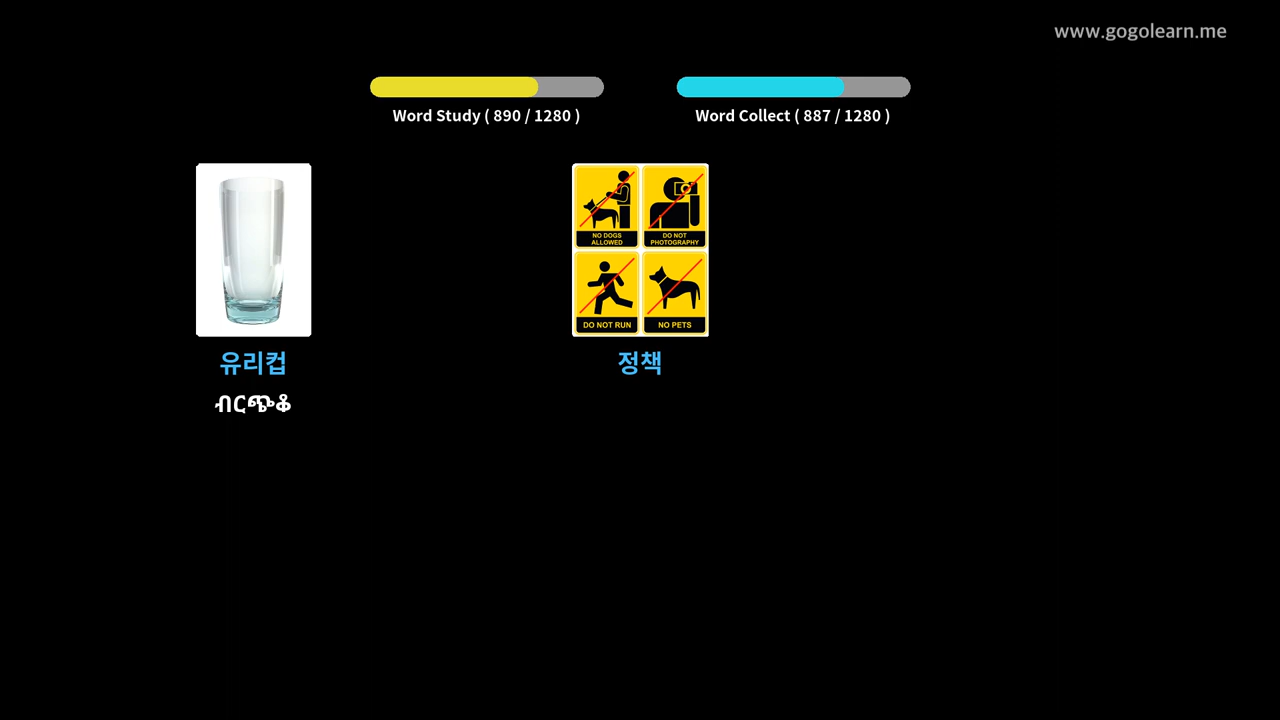 www.gogolearn.me
Word Study ( 890 / 1280 )
Word Collect ( 887 / 1280 )
NO DOGS
ALLOWED
DO NOT
PHOTOGRAPHY
DO NOT RUN
NO PETS
유리컵
정책
ብርጭቆ